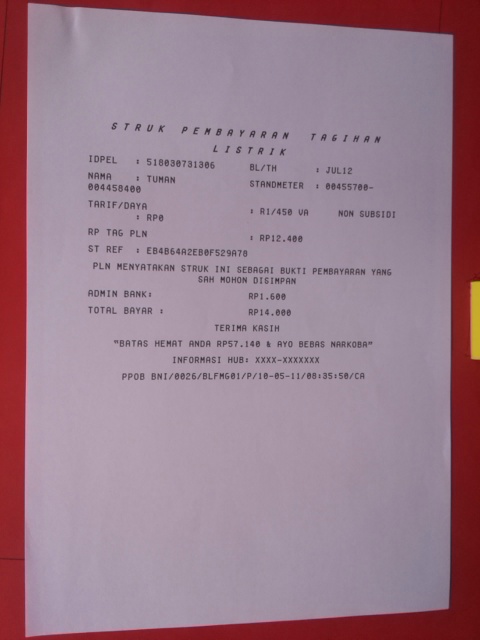 STRUK PEMBAYARAN TAGIHAN
LISTRIK
IDPEL : 518030731306 BL/TH : JUL12
NAMA : TUMAN STANDMETER : 00455700-
004458400
TARIF/DAYA : R1/450 VA NON SUBSIDI
: RP0
RP TAG PLN : RP12.400
ST REF : EB4B64A2EB0F529A78
PLN MENYATAKAN STRUK INI SEBAGAI BUKTI PEMBAYARAN YANG
SAH MOHON DISIMPAN
ADMIN BANK: RP1.600
TOTAL BAYAR : RP14.000
TERIMA KASIH
"BATAS HEMAT ANDA RP57.140 & AYO BEBAS NARKOBA"
INFORMASI HUB: XXXX-XXXXXXX
PPOB BNI/0026/BLFMG01/P/10-05-11/08:35:50/CA